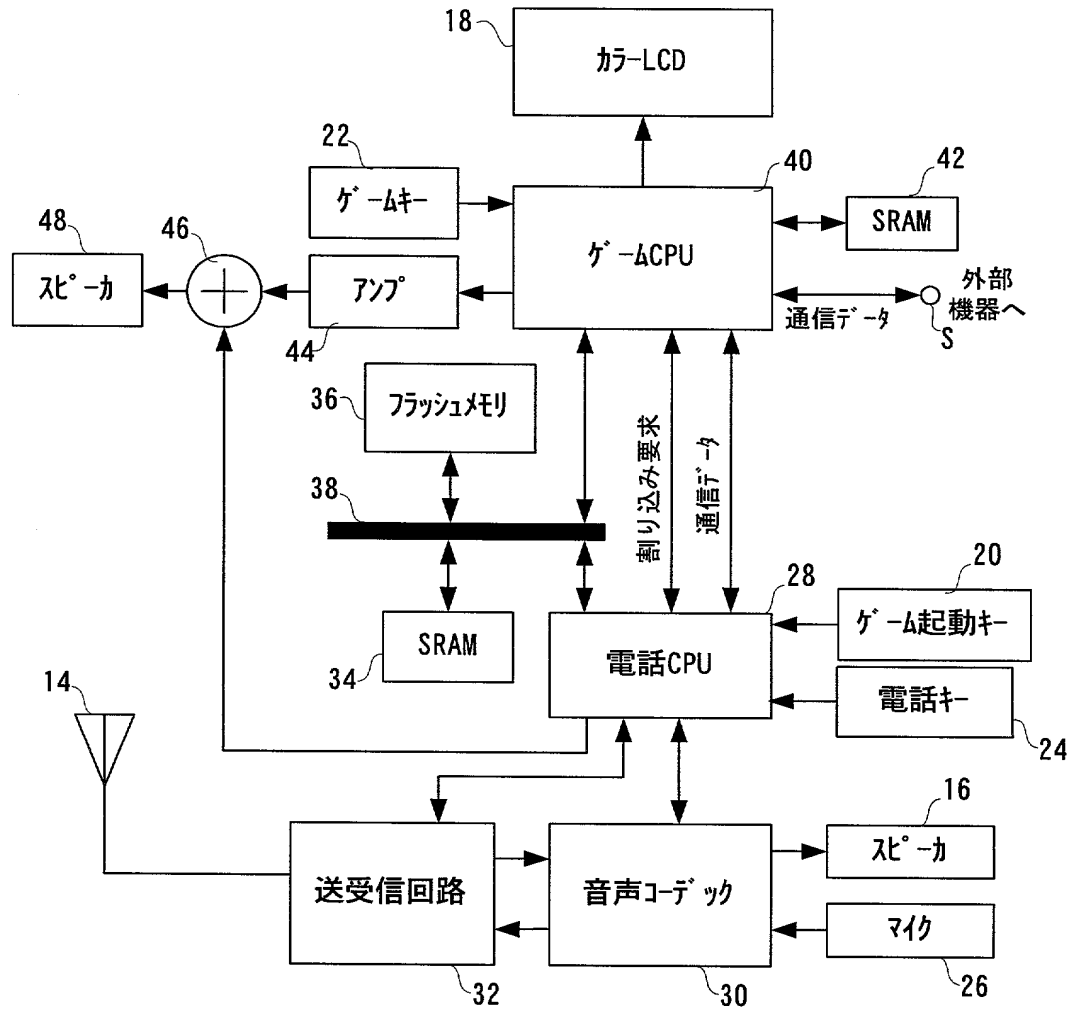 18
カラーLCD
22
ゲームキー
40
42
SRAM
48
スピーカ
46
アンプ
44
ゲームCPU
外部
機器へ
通信データ
S
36
フラッシュメモリ
割り込み要求
通信データ
38
20
28
ゲーム起動キー
SRAM
34
電話CPU
電話キー
24
14
16
スピーカ
送受信回路
音声コーデック
マイク
32
30
26